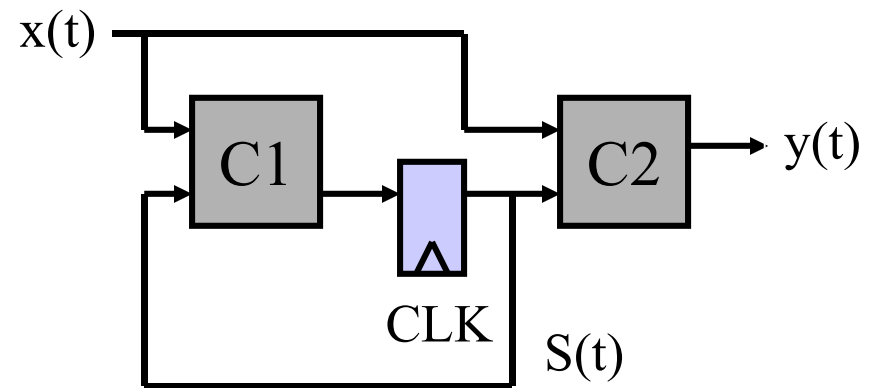 x(t)
C1
C2
y(t)
CLK
S(t)